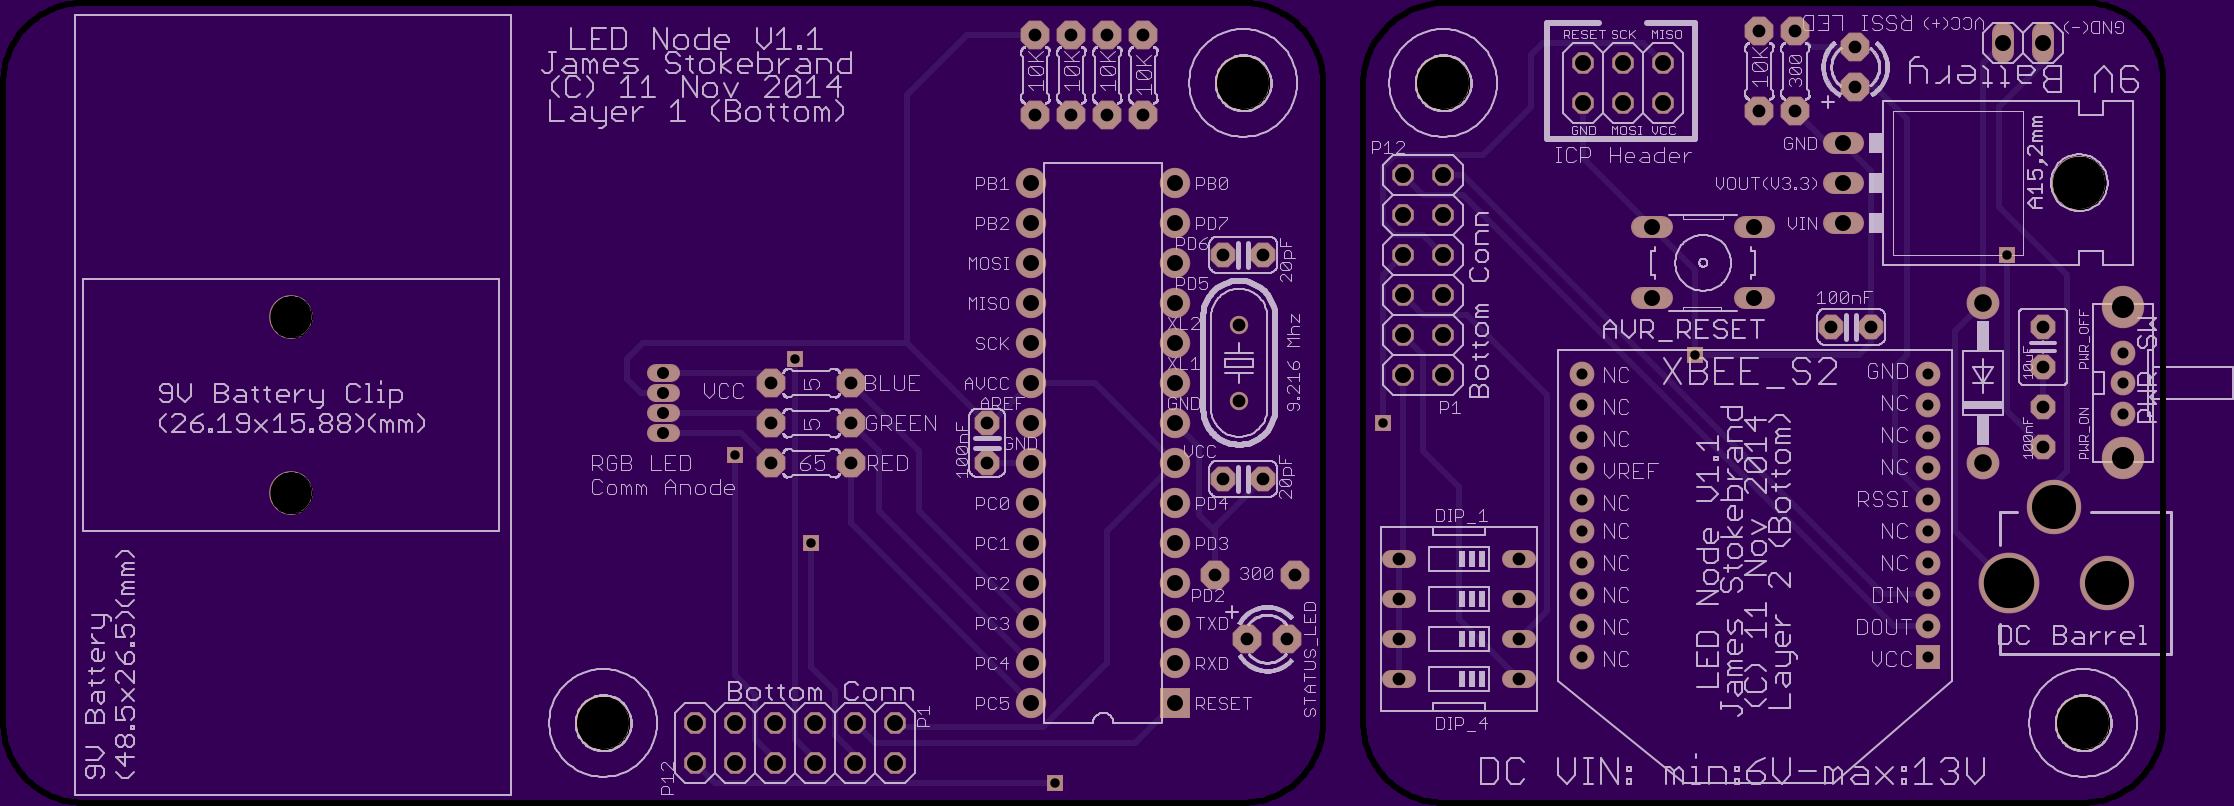 LED Node V1.1
James Stokebrand
(C) 11 Nov 2014
Layer 1 (Bottom)
10K
10K
10K
10K
9V Battery Clip
(26.19x15.88)(mm)
9V Battery
(48.5x26.5)(mm)
PB1
PB2
MOSI
MISO
SCK
AVCC
AREF
GND
PC0
PC1
PC2
PC3
PC4
PC5
PB0
PD7
PD6
PD5
XL2
XL1
GND
VCC
PD4
PD3
PD2
TXD
RXD
RESET
20pF
9.216 Mhz
20pF
100nF
VCC
5
BLUE
5
GREEN
65
RED
RGB LED
Comm Anode
300
+
STATUS_LED
Bottom Conn
P1
P12
RESET SCK MISO
GND MOSI VCC
ICP Header
10K
300
RSSI LED
+
VCC(+)
GND(-)
9V Battery
P12
Bottom Conn
P1
GND
VOUT(V3.3)
VIN
A15,2mm
AVR_RESET
100nF
10uF
100nF
PWR_OFF
PWR_ON
PWR SW
XBEE_S2
NC
NC
NC
VREF
NC
NC
NC
NC
NC
NC
GND
NC
NC
NC
RSSI
NC
NC
DIN
DOUT
VCC
LED Node V1.1
James Stokebrand
(C) 11 Nov 2014
Layer 2 (Bottom)
DIP_1
DIP_4
DC Barrel
DC VIN: min:6V-max:13V